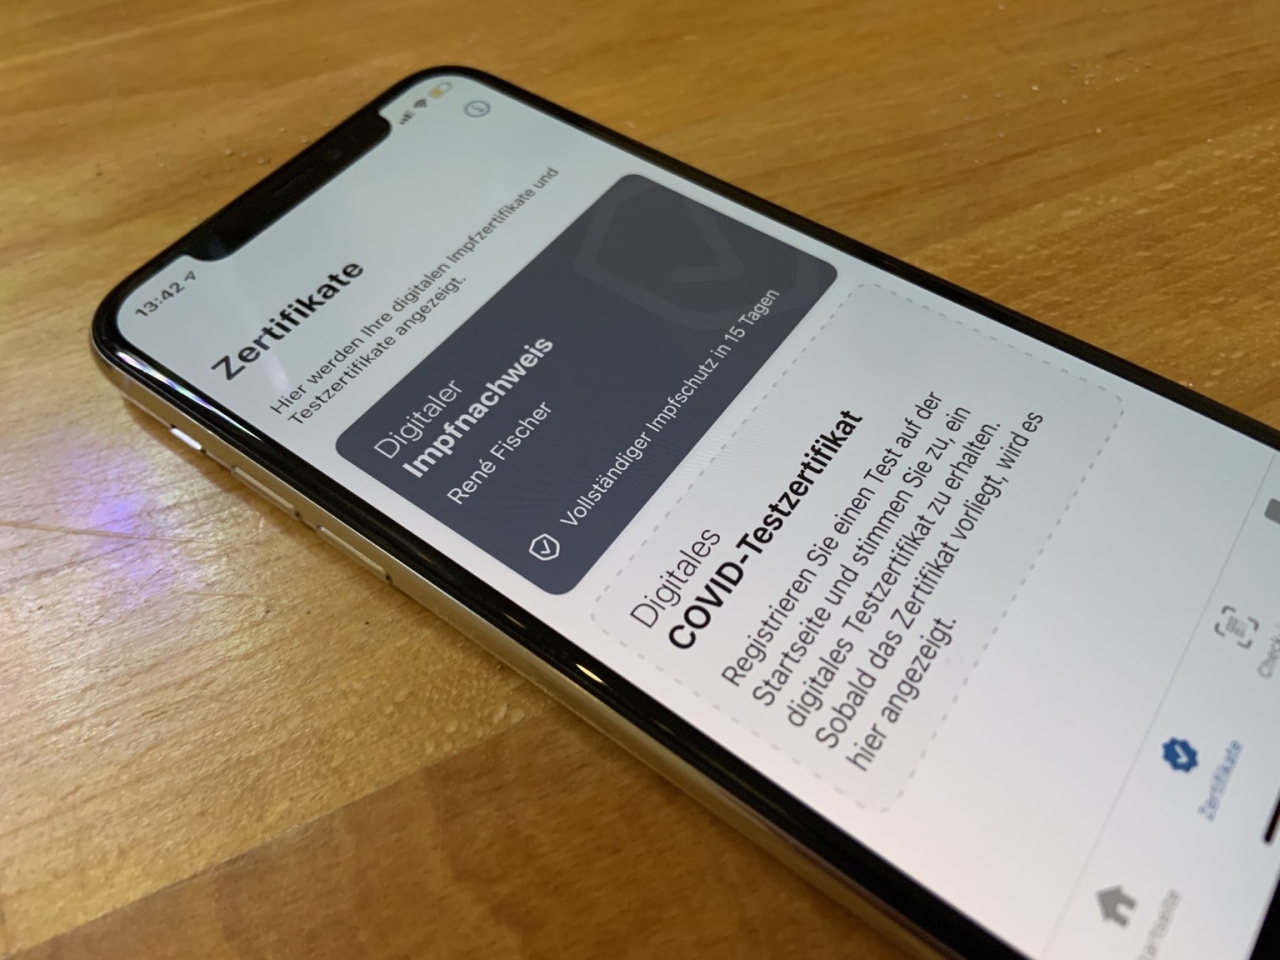 13:42
Zertifikate
Hier werden Ihre digitalen Impfzertifikate und
Testzertifikate angezeigt.
Digitaler
Impfnachweis
René Fischer
Vollständiger Impfschutz in 15 Tagen
Digitales
COVID-Testzertifikat
Registrieren Sie einen Test auf der
Startseite und stimmen Sie zu, ein
digitales Testzertifikat zu erhalten.
Sobald das Zertifikat vorliegt, wird es
hier angezeigt.
Zertifikate